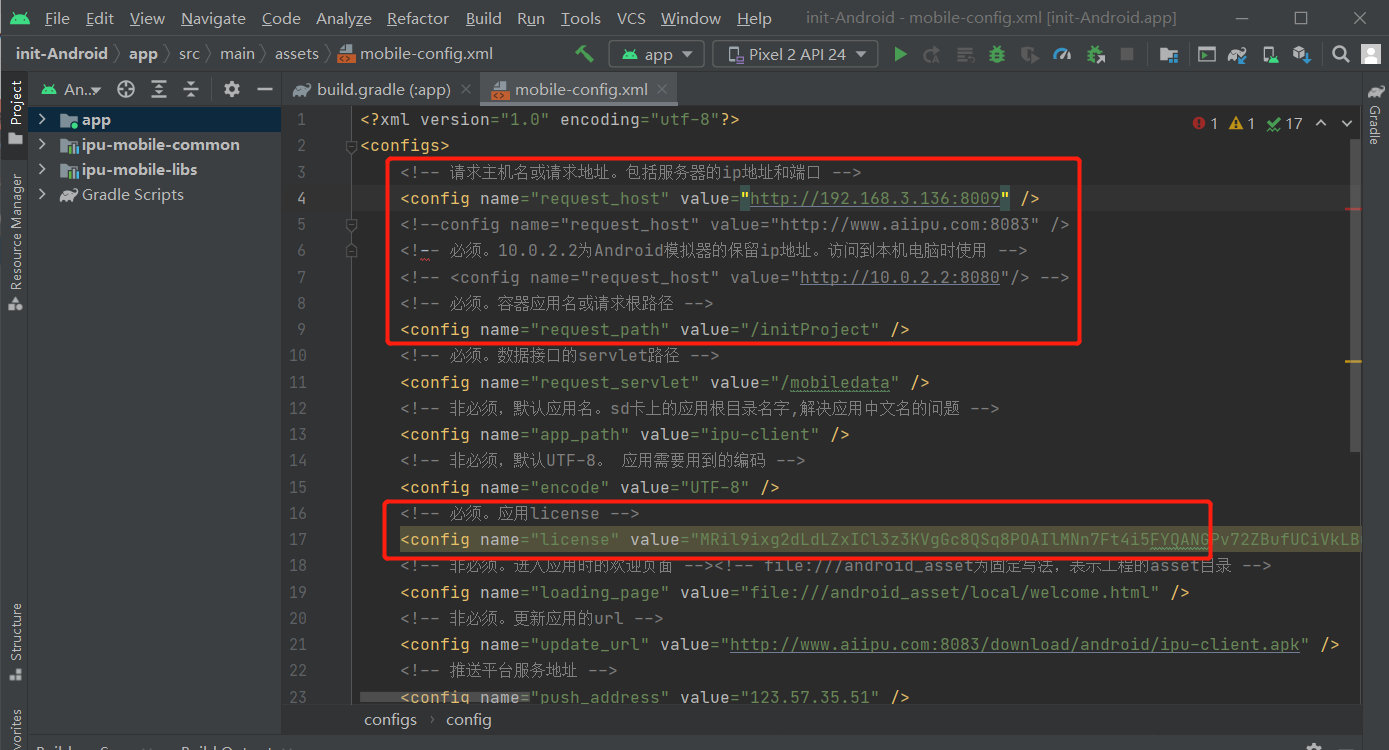 File Edit View Navigate Code Analyze Refactor Build Run Tools VCS Window Help init-Android - mobile-config.xml [init-Android.app]
init-Android app src main assets mobile-config.xml app Pixel 2 API 24
Project
An... build.gradle (:app) mobile-config.xml
Gradle
app
ipu-mobile-common
ipu-mobile-libs
Gradle Scripts
Resource Manager
Structure
1 1 17
1 <?xml version="1.0" encoding="utf-8"?>
2 <configs>
3 <!-- 请求主机名或请求地址。包括服务器的ip地址和端口 -->
4 <config name="request_host" value="http://192.168.3.136:8009" />
5 <!--config name="request_host" value="http://www.aiipu.com:8083" />
6 <!-- 必须。10.0.2.2为Android模拟器的保留ip地址。访问到本机电脑时使用 -->
7 <!-- <config name="request_host" value="http://10.0.2.2:8080"/> -->
8 <!-- 必须。容器应用名或请求根路径 -->
9 <config name="request_path" value="/initProject" />
10 <!-- 必须。数据接口的servlet路径 -->
11 <config name="request_servlet" value="/mobiledata" />
12 <!-- 非必须，默认应用名。sd卡上的应用根目录名字,解决应用中文名的问题 -->
13 <config name="app_path" value="ipu-client" />
14 <!-- 非必须，默认UTF-8。 应用需要用到的编码 -->
15 <config name="encode" value="UTF-8" />
16 <!-- 必须。应用license -->
17 <config name="license" value="MRil9ixg2dLdLZxICl3z3KVgGc8QSq8POAIlMNn7Ft4i5FYQANGPv72ZBufUCiVkLB
18 <!-- 非必须。进入应用时的欢迎页面 --><!-- file:///android_asset为固定写法，表示工程的asset目录 -->
19 <config name="loading_page" value="file:///android_asset/local/welcome.html" />
20 <!-- 非必须。更新应用的url -->
21 <config name="update_url" value="http://www.aiipu.com:8083/download/android/ipu-client.apk" />
22 <!-- 推送平台服务地址 -->
23 <config name="push_address" value="123.57.35.51" />
configs config